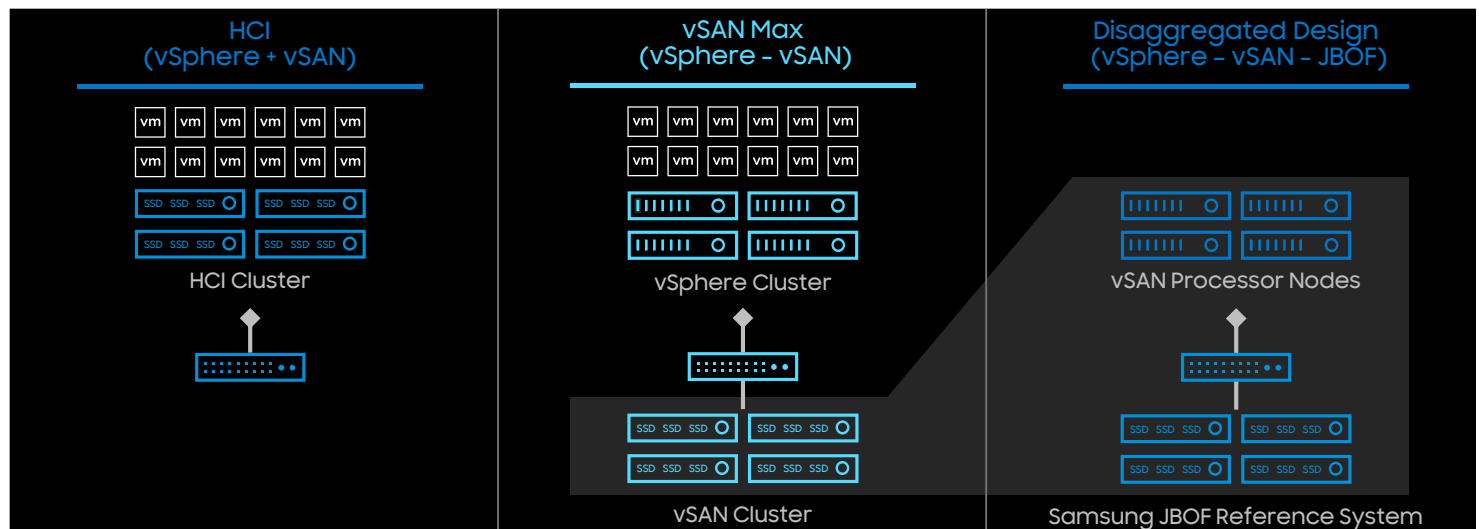 HCI
(vSphere + vSAN)
vm vm vm vm vm vm
vm vm vm vm vm vm
SSD SSD SSD SSD SSD SSD
SSD SSD SSD SSD SSD SSD
HCI Cluster
vSAN Max
(vSphere - vSAN)
vm vm vm vm vm vm
vm vm vm vm vm vm
vSphere Cluster
SSD SSD SSD SSD SSD SSD
SSD SSD SSD SSD SSD SSD
vSAN Cluster
Disaggregated Design
(vSphere - vSAN - JBOF)
vSAN Processor Nodes
SSD SSD SSD SSD SSD SSD
SSD SSD SSD SSD SSD SSD
Samsung JBOF Reference System